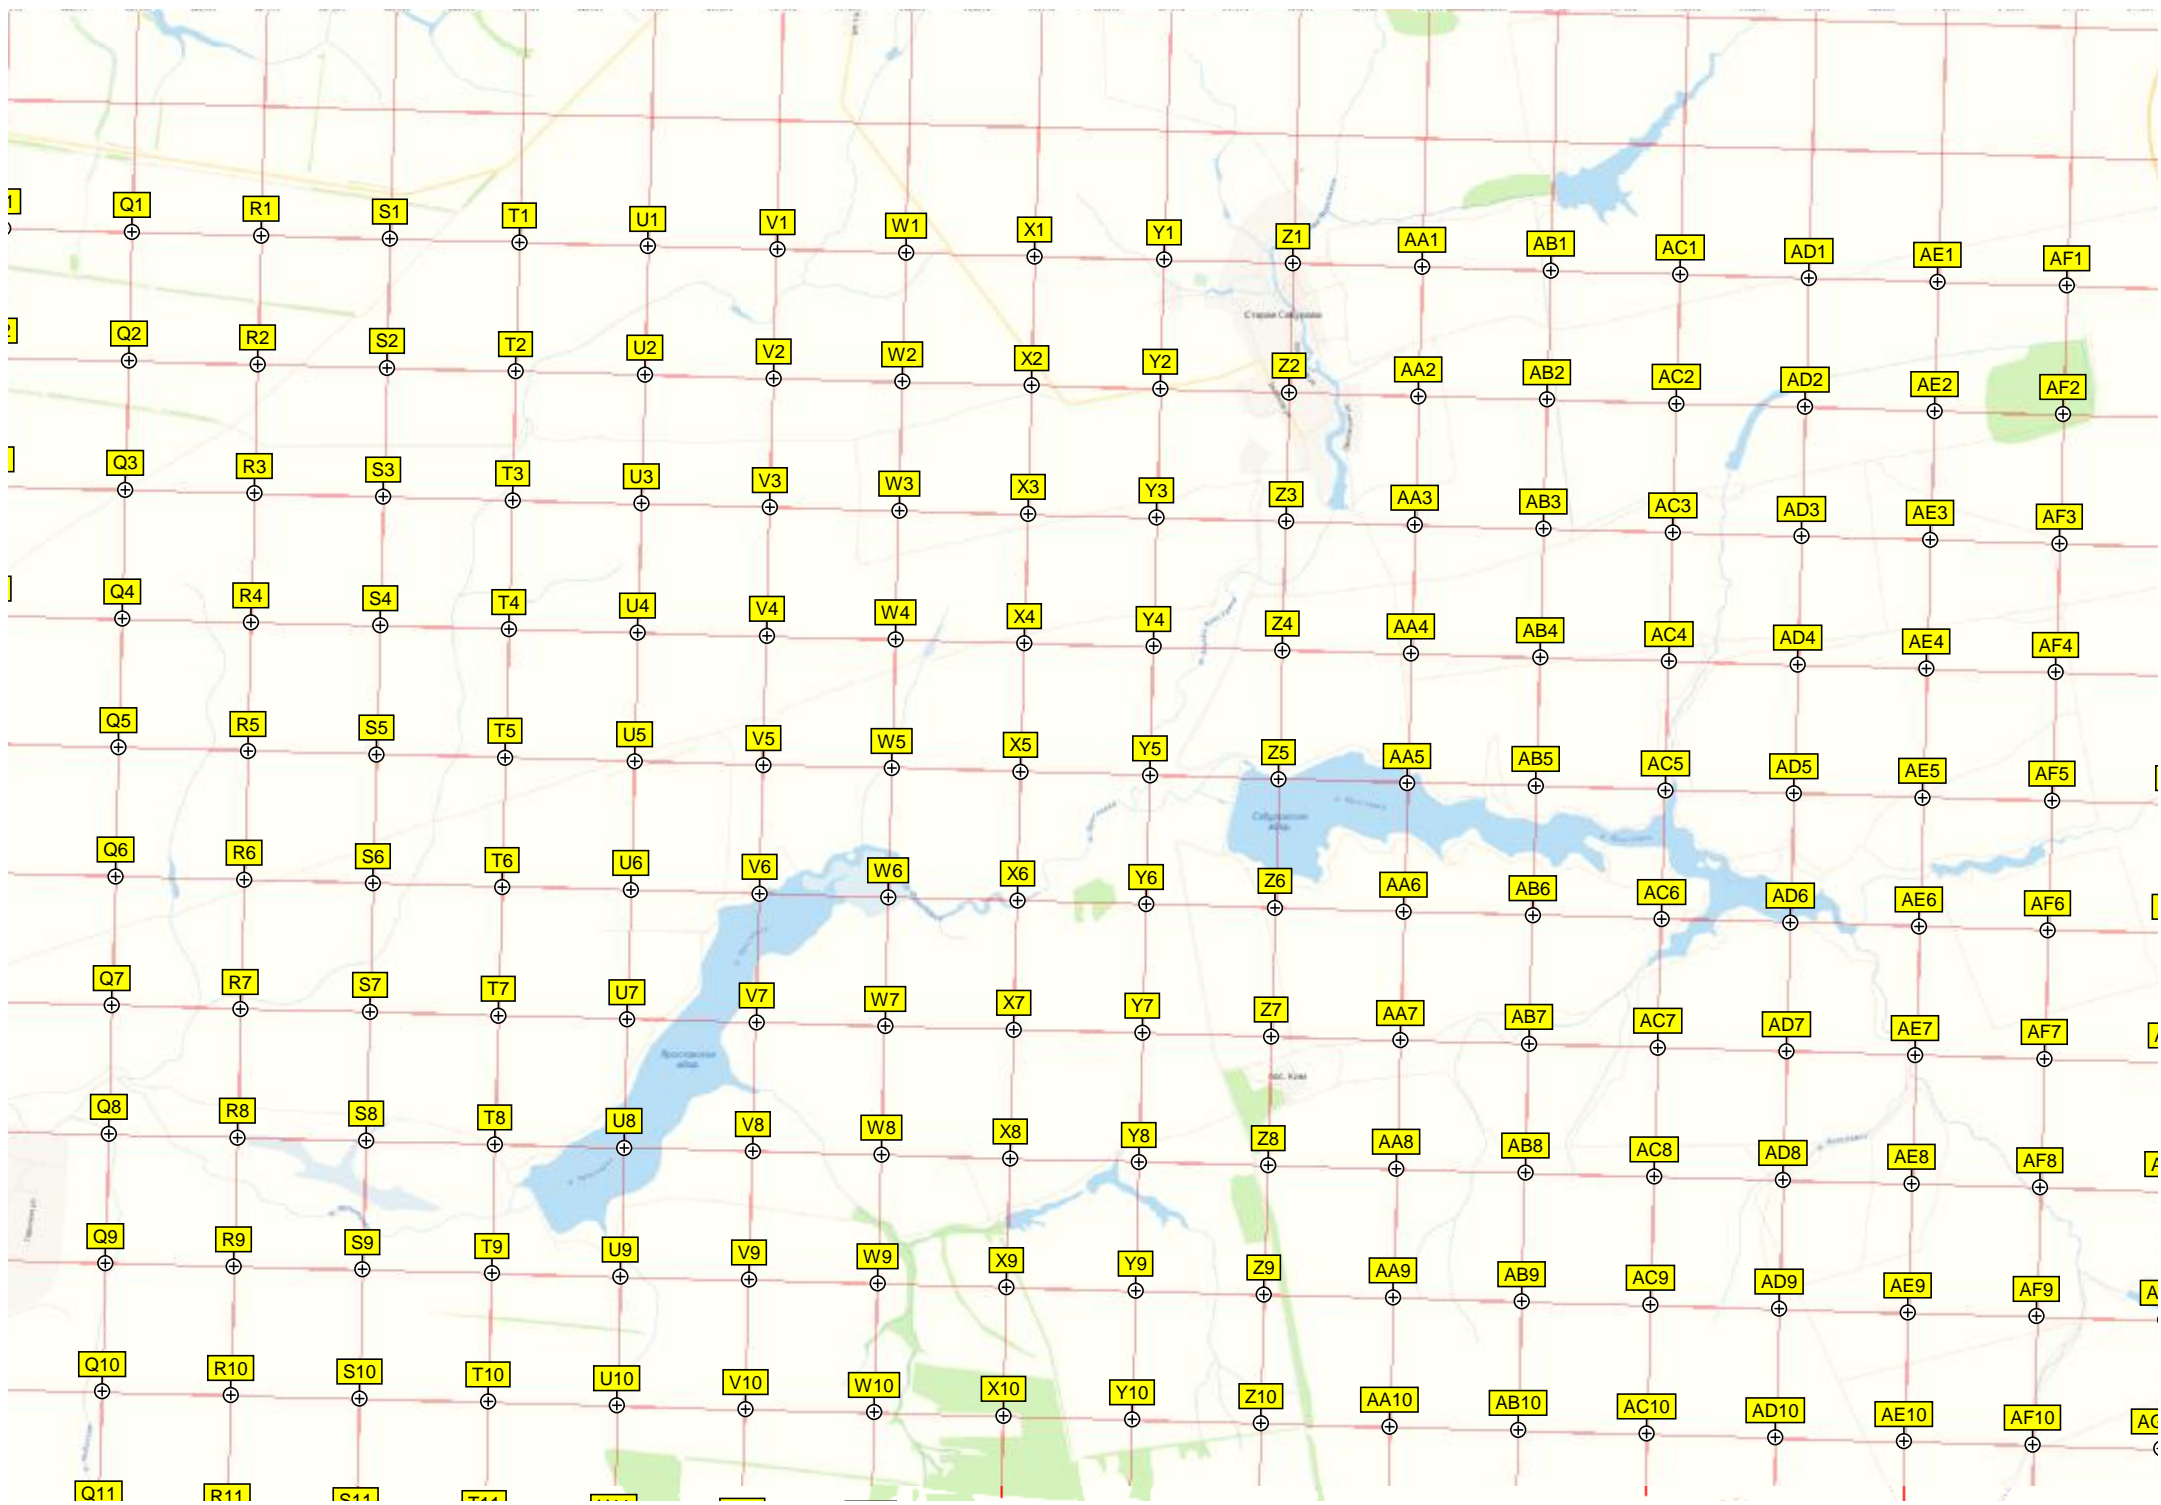 Q1 R1 S1 T1 U1 V1 W1 X1 Y1 Z1 AA1 AB1 AC1 AD1 AE1 AF1
Старая Сабуровка
Q2 R2 S2 T2 U2 V2 W2 X2 Y2 Z2 AA2 AB2 AC2 AD2 AE2 AF2
Q3 R3 S3 T3 U3 V3 W3 X3 Y3 Z3 AA3 AB3 AC3 AD3 AE3 AF3
Q4 R4 S4 T4 U4 V4 W4 X4 Y4 Z4 AA4 AB4 AC4 AD4 AE4 AF4
Q5 R5 S5 T5 U5 V5 W5 X5 Y5 Z5 AA5 AB5 AC5 AD5 AE5 AF5
Q6 R6 S6 T6 U6 V6 W6 X6 Y6 Z6 AA6 AB6 AC6 AD6 AE6 AF6
Q7 R7 S7 T7 U7 V7 W7 X7 Y7 Z7 AA7 AB7 AC7 AD7 AE7 AF7
пос. Ким
Q8 R8 S8 T8 U8 V8 W8 X8 Y8 Z8 AA8 AB8 AC8 AD8 AE8 AF8
Q9 R9 S9 T9 U9 V9 W9 X9 Y9 Z9 AA9 AB9 AC9 AD9 AE9 AF9
Q10 R10 S10 T10 U10 V10 W10 X10 Y10 Z10 AA10 AB10 AC10 AD10 AE10 AF10
Q11 R11 S11 T11